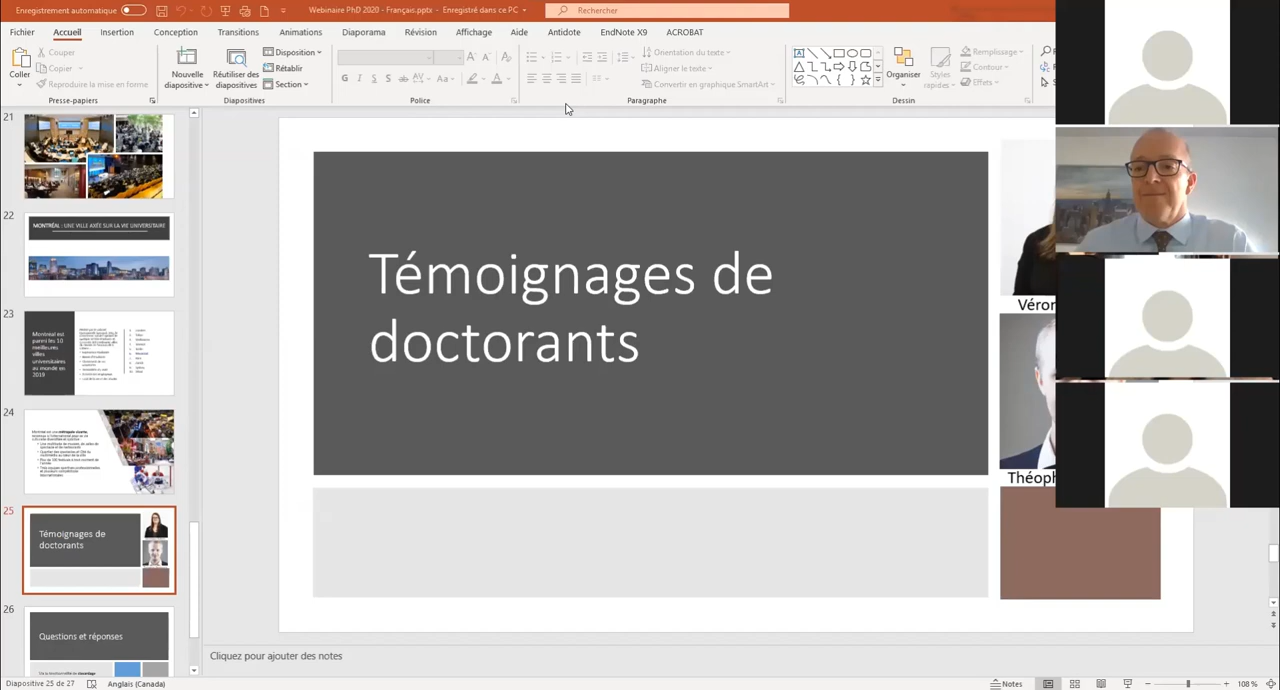 Enregistrement automatique
Webinaire PhD 2020 - Français.pptx - Enregistré dans ce PC
Rechercher
Fichier Accueil Insertion Conception Transitions Animations Diaporama Révision Affichage Aide Antidote EndNote X9 ACROBAT
Coller
Couper
Copier
Reproduire la mise en forme
Presse-papiers
Nouvelle diapositive
Réutiliser des diapositives
Disposition
Rétablir
Section
Diapositives
G I S S ab AV Aa A
Police
Orientation du texte
Aligner le texte
Convertir en graphique SmartArt
Paragraphe
Organiser
Styles rapides
Remplissage
Contour
Effets
Dessin
21
22
MONTRÉAL : UNE VILLE AXÉE SUR LA VIE UNIVERSITAIRE
23
Montréal est
parmi les 10
meilleures
villes
universitaires
au monde en
2019
24
25
Témoignages de
doctorants
26
Questions et réponses
Témoignages de
doctorants
Véron
Théoph
Cliquez pour ajouter des notes
Diapositive 25 de 27
Anglais (Canada)
Notes
108 %